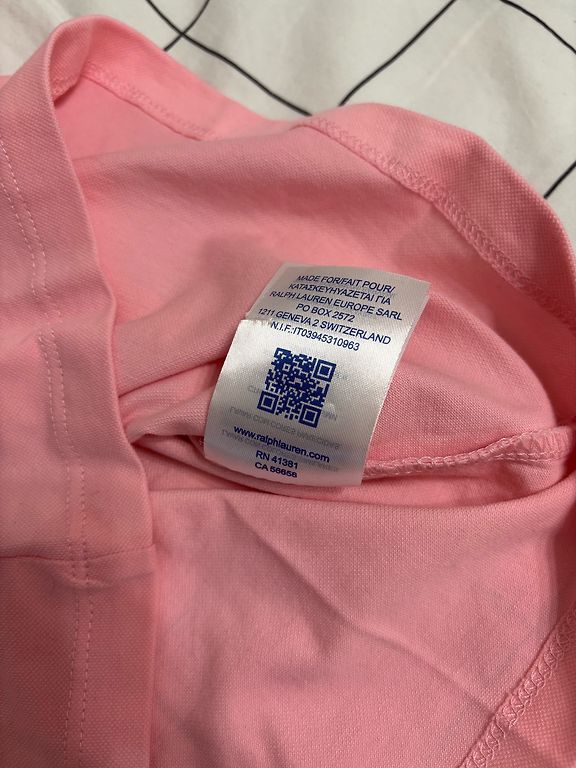 MADE FOR/FAIT POUR/
ΚΑΤΑΣΚΕΥΗΥΑΖΕΤΑΙ ΓΙΑ
RALPH LAUREN EUROPE SARL
PO BOX 2572
1211 GENEVA 2 SWITZERLAND
N.I.F.:IT03945310963
www.ralphlauren.com
RN 41381
CA 56658